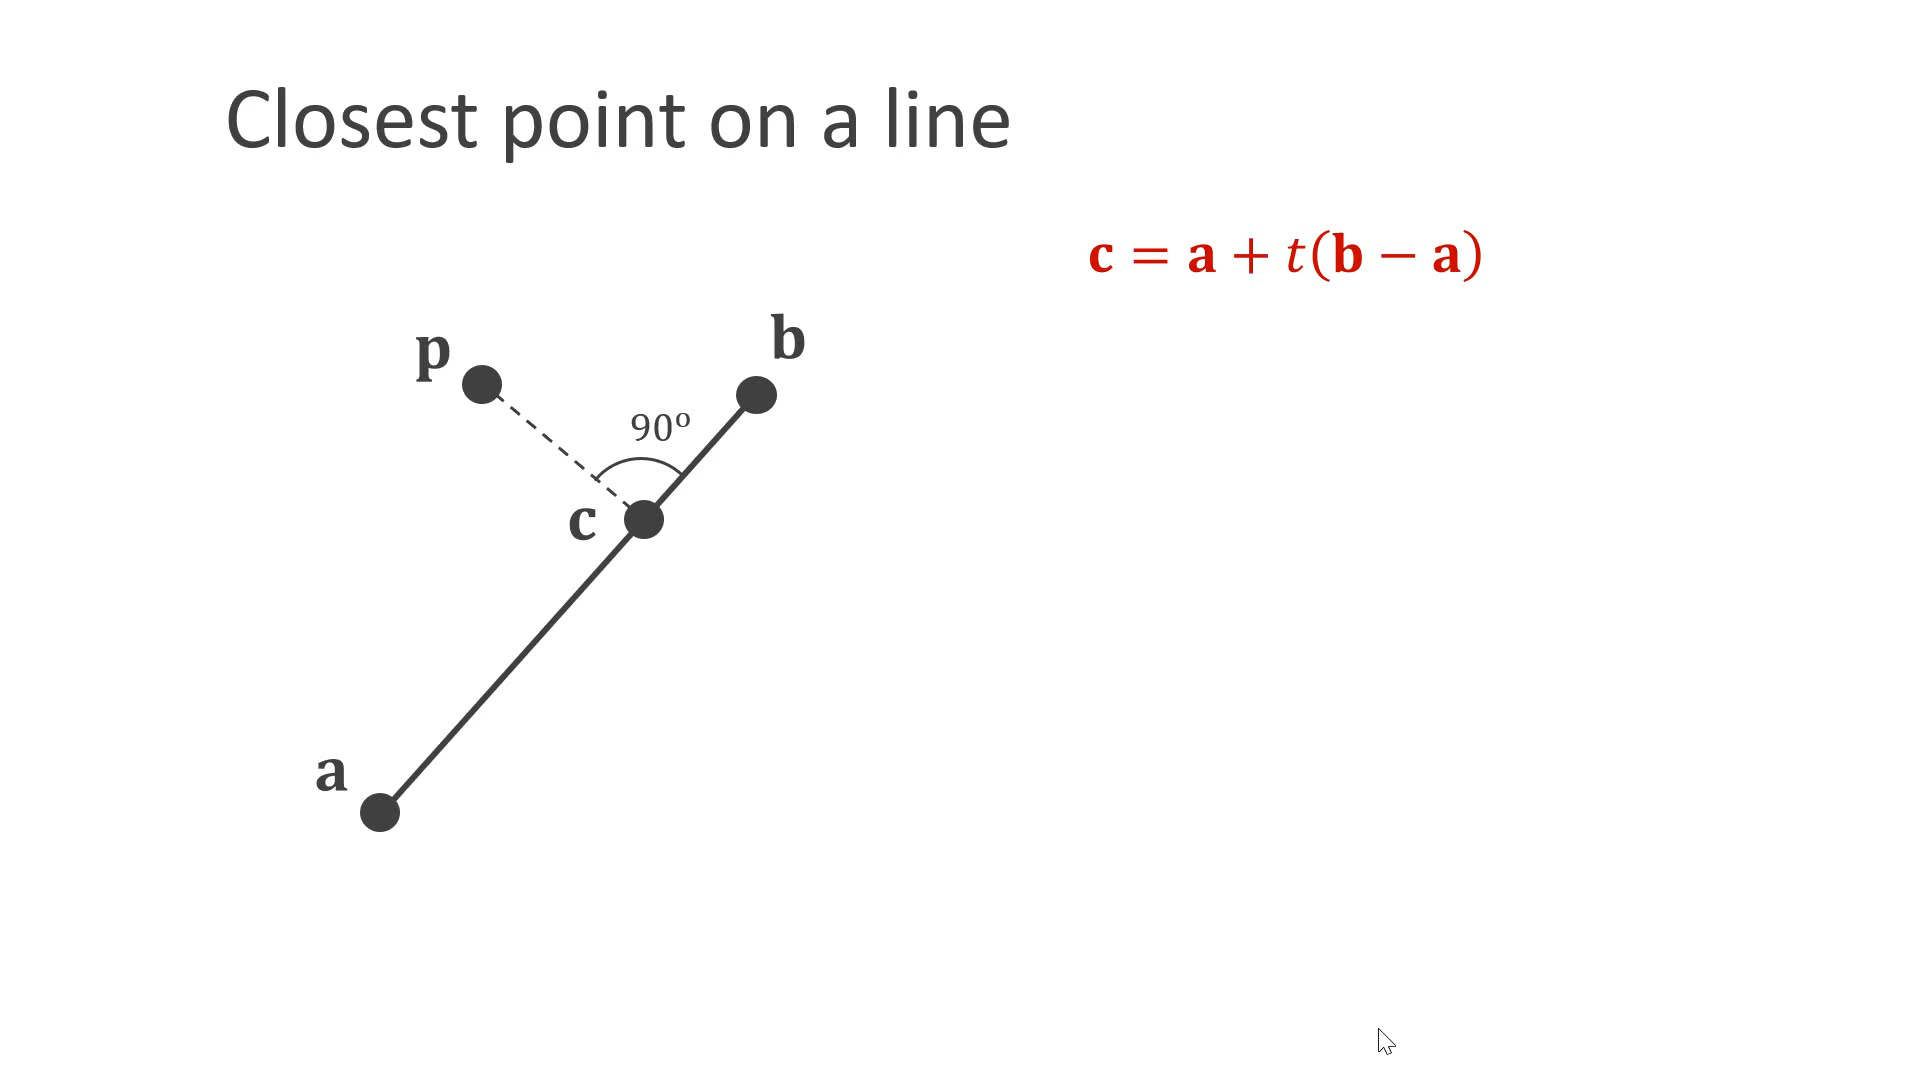 Closest point on a line
𝐜 = 𝐚 + 𝑡(𝐛 − 𝐚)
𝐩
𝐛
90º
𝐜
𝐚